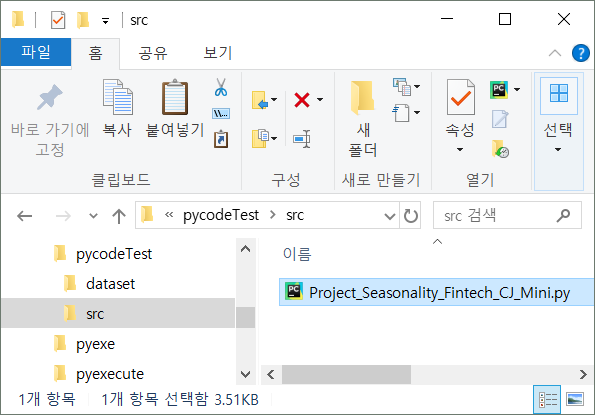 src
파일 홈 공유 보기
바로 가기에 고정 복사 붙여넣기 새 폴더 속성 선택
클립보드 구성 새로 만들기 열기
pycodeTest src src 검색
이름
pycodeTest
dataset
Project_Seasonality_Fintech_CJ_Mini.py
src
pyexe
pyexecute
1개 항목 1개 항목 선택함 3.51KB